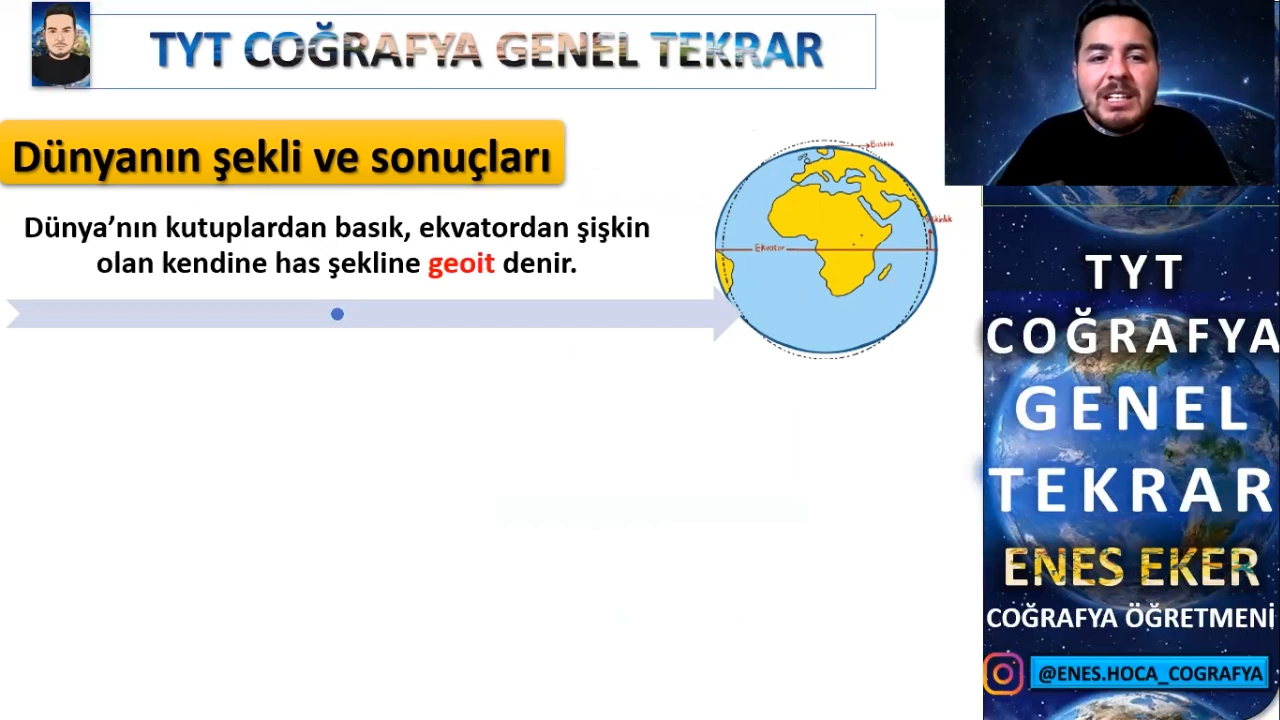 TYT COĞRAFYA GENEL TEKRAR
Dünyanın şekli ve sonuçları
Dünya’nın kutuplardan basık, ekvatordan şişkin
olan kendine has şekline geoit denir.
Ekvator
TYT
COĞRAFYA
GENEL
TEKRAR
ENES EKER
COĞRAFYA ÖĞRETMENİ
@ENES.HOCA_COGRAFYA